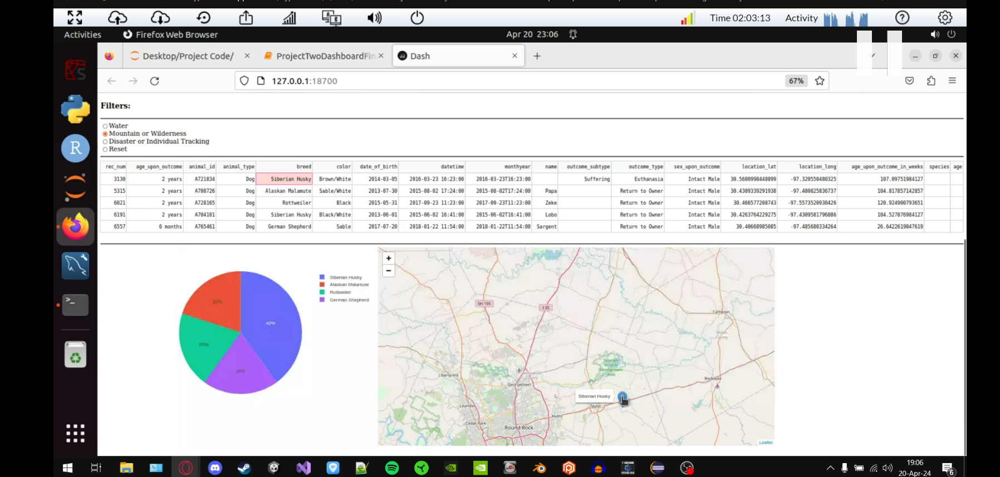 Time 02:03:13 Activity
Activities Firefox Web Browser Apr 20 23:06
Desktop/Project Code/ ProjectTwoDashboardFin Dash
127.0.0.1:18700 67%
Filters:
Water
Mountain or Wilderness
Disaster or Individual Tracking
Reset
rec_num age_upon_outcome animal_id animal_type breed color date_of_birth datetime monthyear name outcome_subtype outcome_type sex_upon_outcome location_lat location_long age_upon_outcome_in_weeks species age
3130 2 years A721834 Dog Siberian Husky Brown/White 2014-03-05 2016-03-23 16:23:00 2016-03-23T16:23:00 Suffering Euthanasia Intact Male 30.5680998448899 -97.320550480325 107.09751984127
5315 2 years A708726 Dog Alaskan Malamute Sable/White 2013-07-30 2015-08-02 17:24:00 2015-08-02T17:24:00 Papa Return to Owner Intact Male 30.4309339291938 -97.480825836737 104.817857142857
6021 2 years A728165 Dog Rottweiler Black 2015-05-31 2017-09-23 11:23:00 2017-09-23T11:23:00 Zeke Return to Owner Intact Male 30.466577208743 -97.5573520930426 120.924900793651
6191 2 years A704101 Dog Siberian Husky Black/White 2013-06-01 2015-06-02 16:41:00 2015-06-02T16:41:00 Lobo Return to Owner Intact Male 30.4263764229275 -97.4309581796886 104.527876984127
6557 6 months A765461 Dog German Shepherd Sable 2017-07-20 2018-01-22 11:54:00 2018-01-22T11:54:00 Sargent Return to Owner Intact Male 30.40668985085 -97.485680334264 26.6422619047619
Siberian Husky
Alaskan Malamute
Rottweiler
German Shepherd
20%
40%
20%
20%
+
−
SH 195
I 35
Cameron
Milam
County
Granger
Wildlife
Management
Area
Williamson
County
Liberty Hill
Georgetown
Rockdale
Siberian Husky
Taylor
Leander
Hutto
Cedar Park
Round Rock
Leaflet
19:06
20-Apr-24
6